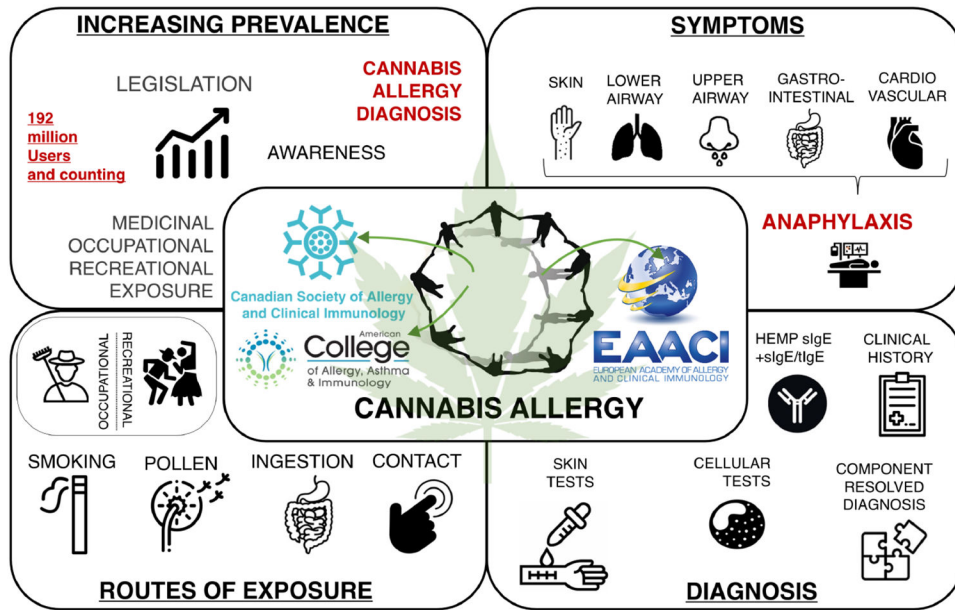 INCREASING PREVALENCE
LEGISLATION
CANNABIS
ALLERGY
DIAGNOSIS
192
million
Users
and counting
AWARENESS
MEDICINAL
OCCUPATIONAL
RECREATIONAL
EXPOSURE
SYMPTOMS
SKIN
LOWER
AIRWAY
UPPER
AIRWAY
GASTRO-
INTESTINAL
CARDIO
VASCULAR
ANAPHYLAXIS
Canadian Society of Allergy
and Clinical Immunology
American
College
of Allergy, Asthma
& Immunology
EAACI
EUROPEAN ACADEMY OF ALLERGY
AND CLINICAL IMMUNOLOGY
CANNABIS ALLERGY
OCCUPATIONAL
RECREATIONAL
SMOKING
POLLEN
INGESTION
CONTACT
ROUTES OF EXPOSURE
HEMP sIgE
+sIgE/tIgE
CLINICAL
HISTORY
SKIN
TESTS
CELLULAR
TESTS
COMPONENT
RESOLVED
DIAGNOSIS
DIAGNOSIS